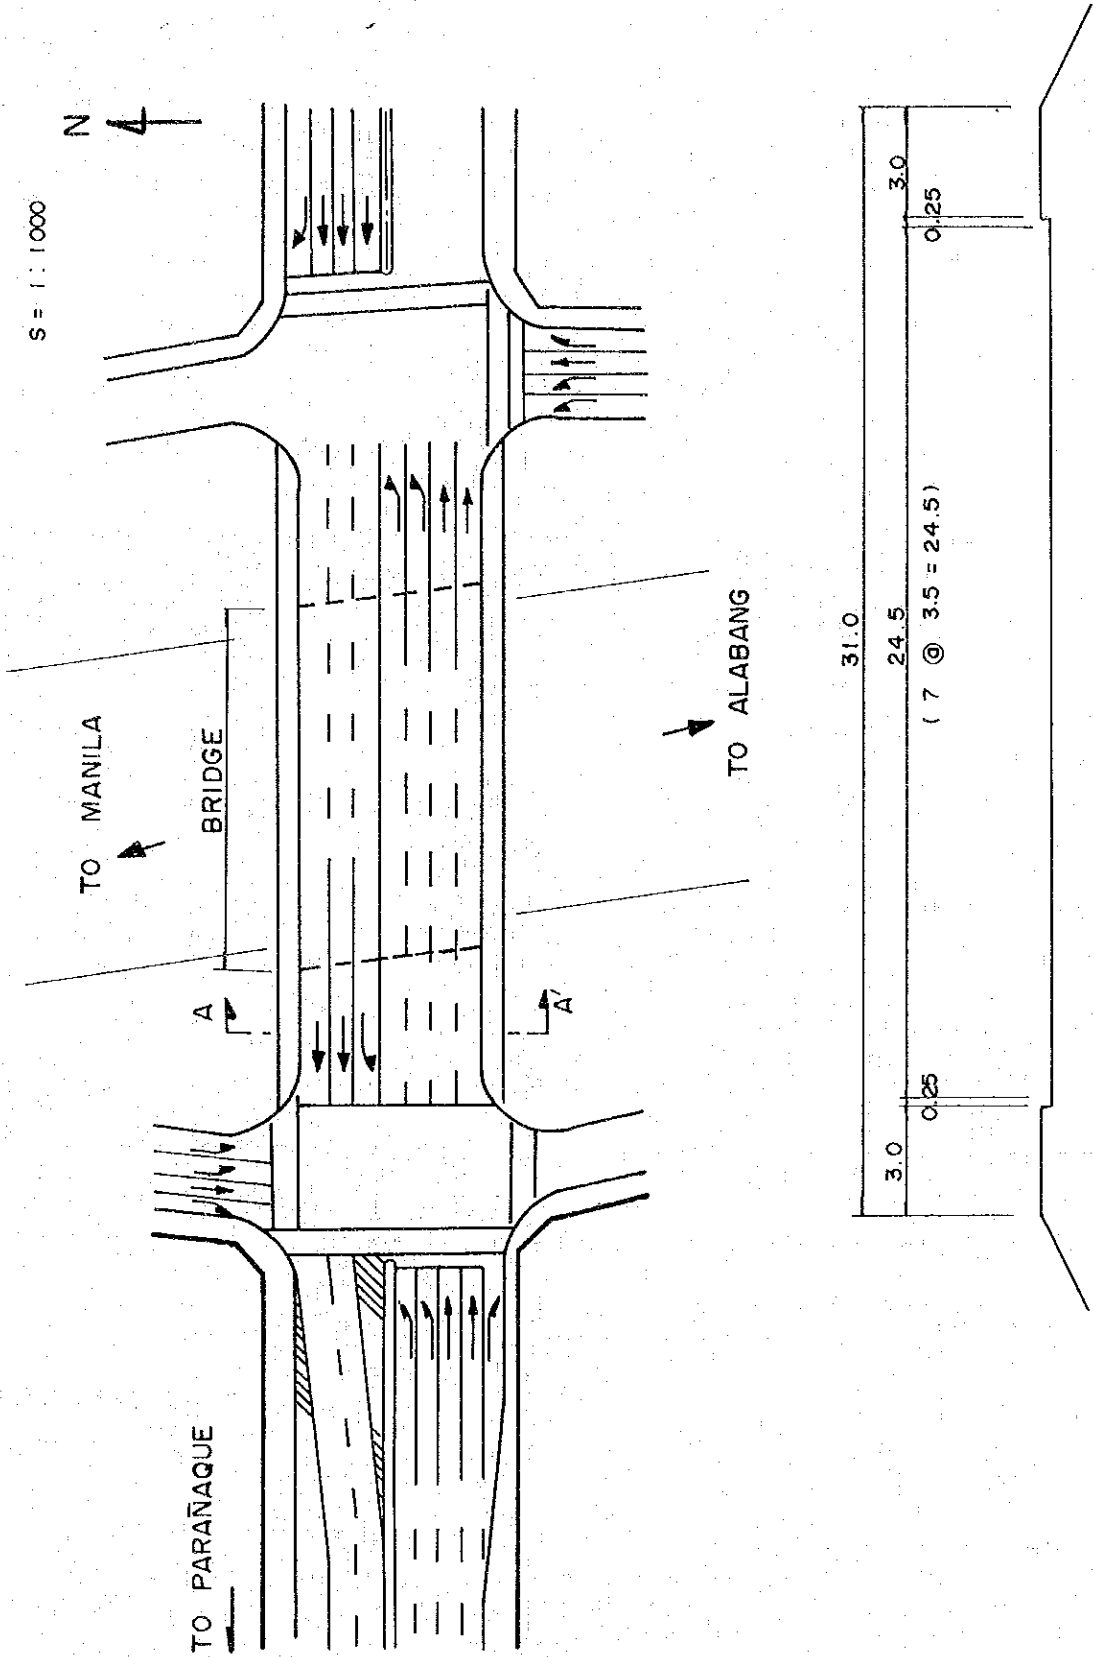 S = 1 : 1000
N
TO MANILA
BRIDGE
A
A'
TO PARAÑAQUE
TO ALABANG
31.0
3.0
24.5
3.0
0.25
( 7 @ 3.5 = 24.5 )
0.25